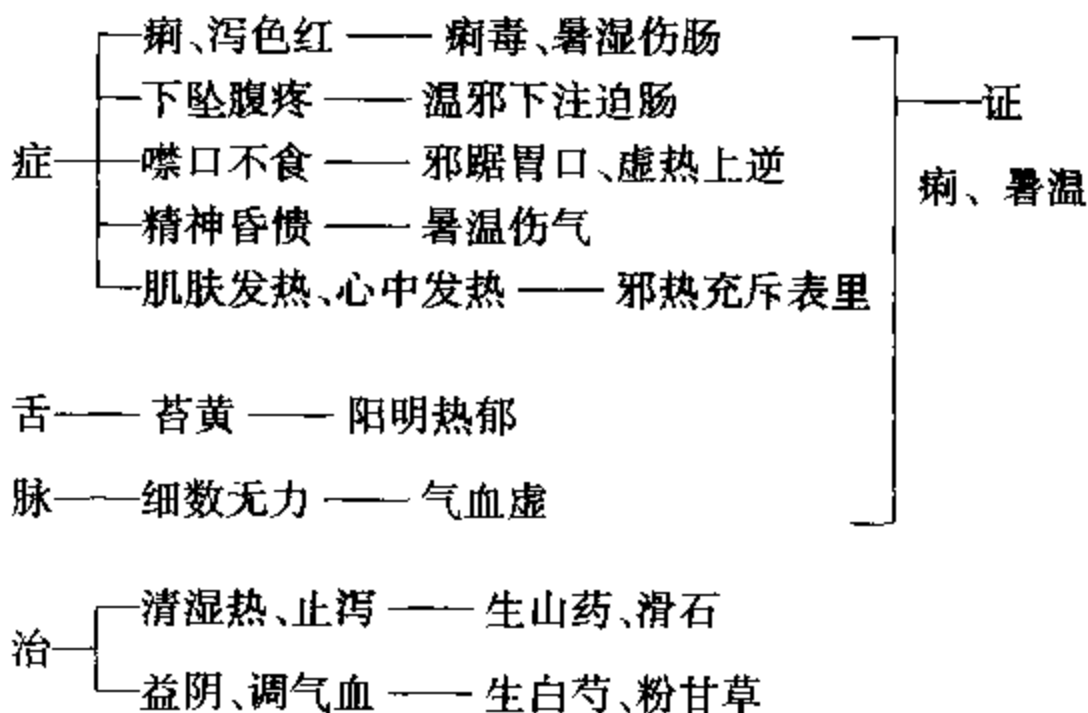 痢、泻色红 —— 痢毒、暑湿伤肠
下坠腹疼 —— 温邪下注迫肠
证
症
噤口不食 —— 邪踞胃口、虚热上逆
痢、暑温
精神昏愦 —— 暑温伤气
肌肤发热、心中发热 —— 邪热充斥表里
舌 —— 苔黄 —— 阳明热郁
脉 —— 细数无力 —— 气血虚
清湿热、止泻 —— 生山药、滑石
治
益阴、调气血 —— 生白芍、粉甘草